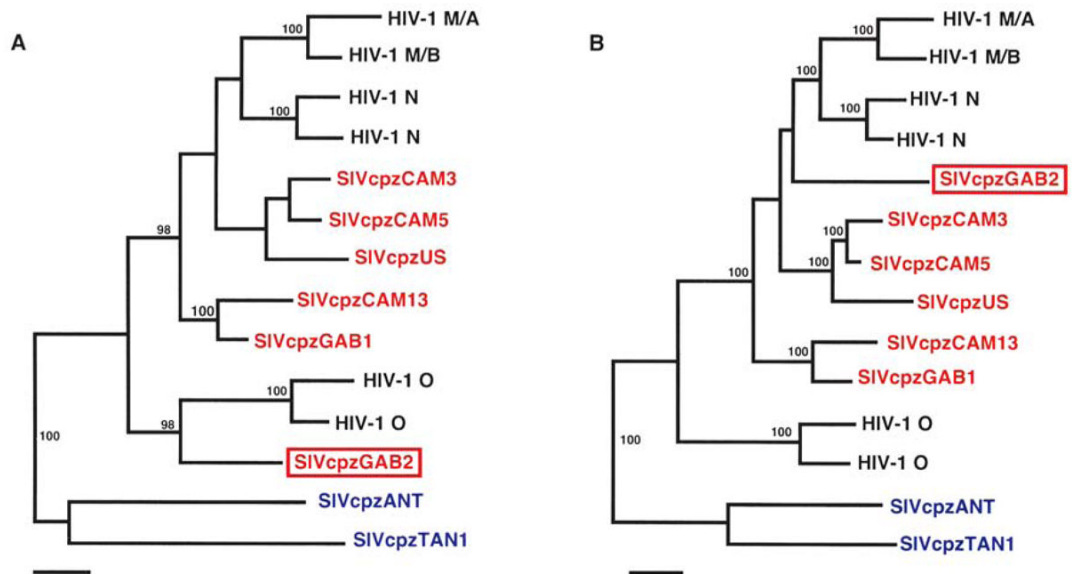 A
100
HIV-1 M/A
HIV-1 M/B
100
HIV-1 N
HIV-1 N
SIVcpzCAM3
SIVcpzCAM5
SIVcpzUS
98
100
SIVcpzCAM13
SIVcpzGAB1
100
HIV-1 O
HIV-1 O
98
SIVcpzGAB2
100
SIVcpzANT
SIVcpzTAN1
B
100
HIV-1 M/A
HIV-1 M/B
100
100
HIV-1 N
HIV-1 N
SIVcpzGAB2
100
SIVcpzCAM3
SIVcpzCAM5
100
SIVcpzUS
100
100
SIVcpzCAM13
SIVcpzGAB1
100
HIV-1 O
HIV-1 O
100
SIVcpzANT
SIVcpzTAN1